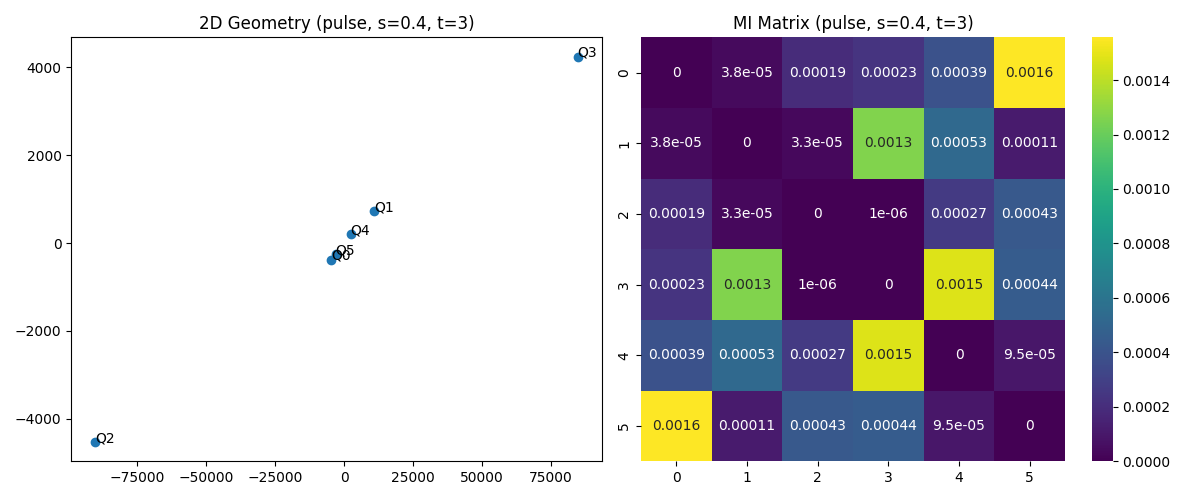 2D Geometry (pulse, s=0.4, t=3)
4000
2000
0
−2000
−4000
−75000 −50000 −25000 0 25000 50000 75000
Q3
Q1
Q4
Q5
Q0
Q2
MI Matrix (pulse, s=0.4, t=3)
0 0 3.8e-05 0.00019 0.00023 0.00039 0.0016
1 3.8e-05 0 3.3e-05 0.0013 0.00053 0.00011
2 0.00019 3.3e-05 0 1e-06 0.00027 0.00043
3 0.00023 0.0013 1e-06 0 0.0015 0.00044
4 0.00039 0.00053 0.00027 0.0015 0 9.5e-05
5 0.0016 0.00011 0.00043 0.00044 9.5e-05 0
0 1 2 3 4 5
0.0014
0.0012
0.0010
0.0008
0.0006
0.0004
0.0002
0.0000